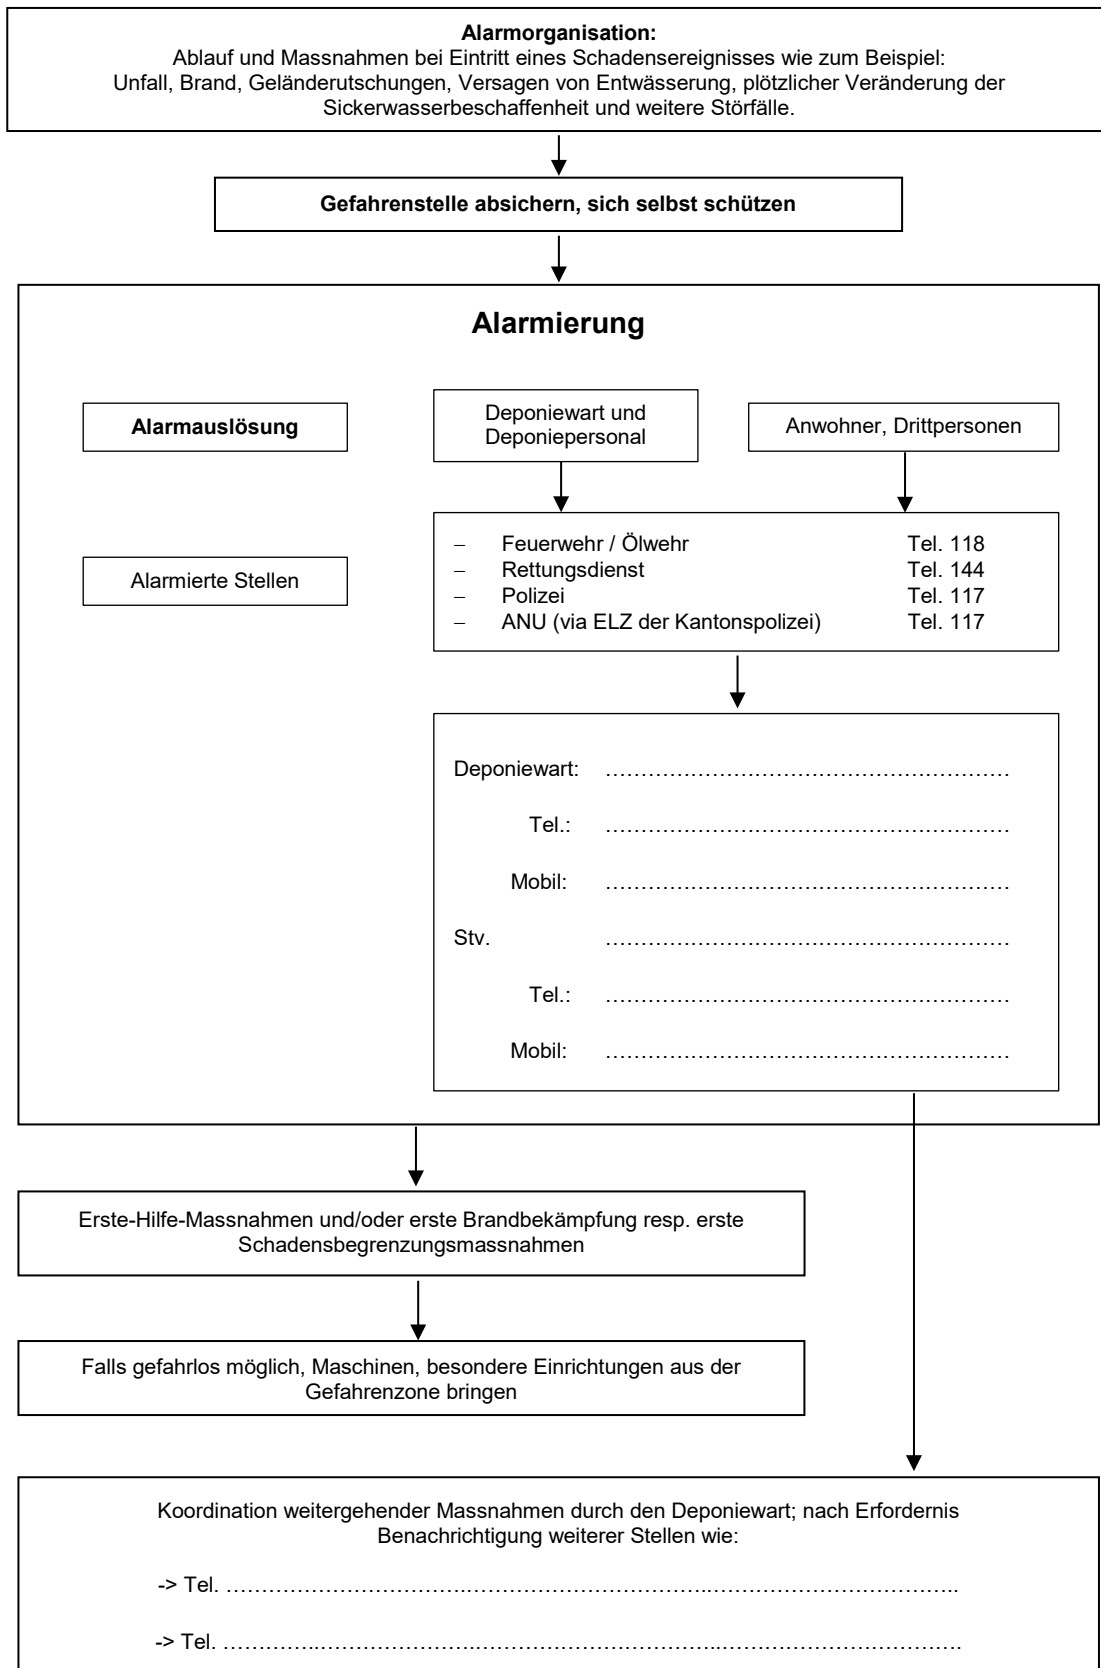 Alarmorganisation:
Ablauf und Massnahmen bei Eintritt eines Schadensereignisses wie zum Beispiel:
Unfall, Brand, Geländerutschungen, Versagen von Entwässerung, plötzlicher Veränderung der
Sickerwasserbeschaffenheit und weitere Störfälle.
Gefahrenstelle absichern, sich selbst schützen
Alarmierung
Alarmauslösung
Deponiewart und
Deponiepersonal
Anwohner, Drittpersonen
Alarmierte Stellen
– Feuerwehr / Ölwehr Tel. 118
– Rettungsdienst Tel. 144
– Polizei Tel. 117
– ANU (via ELZ der Kantonspolizei) Tel. 117
Deponiewart: …………………………………………………
Tel.: …………………………………………………
Mobil: …………………………………………………
Stv. …………………………………………………
Tel.: …………………………………………………
Mobil: …………………………………………………
Erste-Hilfe-Massnahmen und/oder erste Brandbekämpfung resp. erste
Schadensbegrenzungsmassnahmen
Falls gefahrlos möglich, Maschinen, besondere Einrichtungen aus der
Gefahrenzone bringen
Koordination weitergehender Massnahmen durch den Deponiewart; nach Erfordernis
Benachrichtigung weiterer Stellen wie:
-> Tel. ……………………………..…………………………..…………………………..
-> Tel. …………..………………….…………………………..………………………….